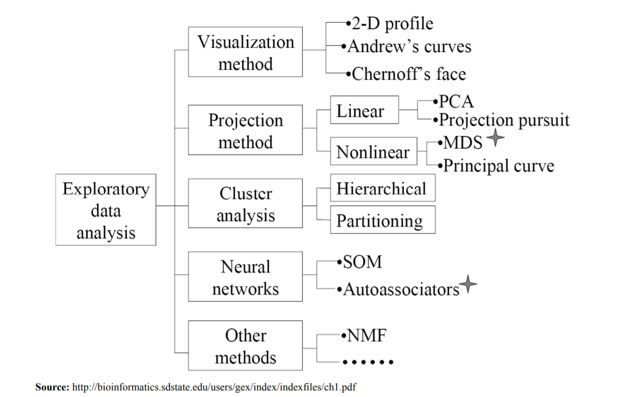 Visualization
method
•2-D profile
•Andrew's curves
•Chernoff's face
Projection
method
Linear
•PCA
•Projection pursuit
Nonlinear
•MDS
•Principal curve
Exploratory
data
analysis
Cluster
analysis
Hierarchical
Partitioning
Neural
networks
•SOM
•Autoassociators
Other
methods
•NMF
••••••
Source: http://bioinformatics.sdstate.edu/users/gex/index/indexfiles/ch1.pdf